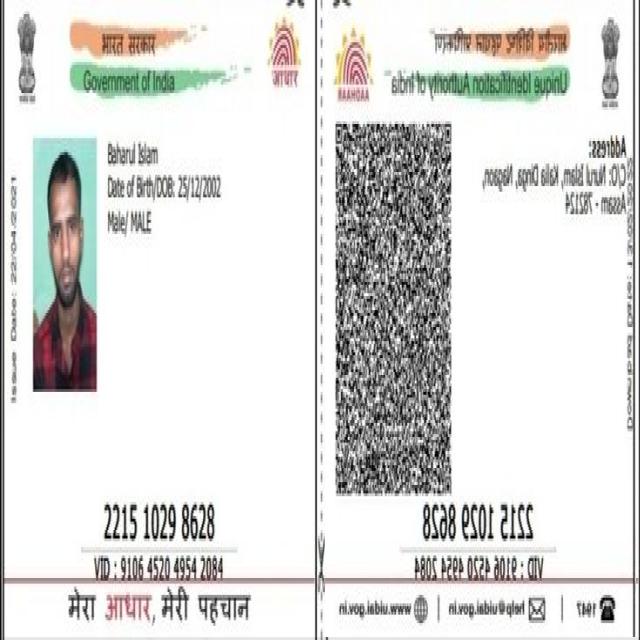 भारत सरकार
Government of India
आधार
Issue Date: 22/04/2021
Baharul Islam
Date of Birth/DOB: 25/12/2002
Male/ MALE
2215 1029 8628
VID : 9106 4520 4954 2084
मेरा आधार, मेरी पहचान
भारतीय विशिष्ट पहचान प्राधिकरण
Unique Identification Authority of India
AADHAAR
Address:
C/O: Nurul Islam, Kalia Dinga, Nagaon,
Assam - 782124
2215 1029 8628
VID : 9106 4520 4954 2084
1947
help@uidai.gov.in
www.uidai.gov.in